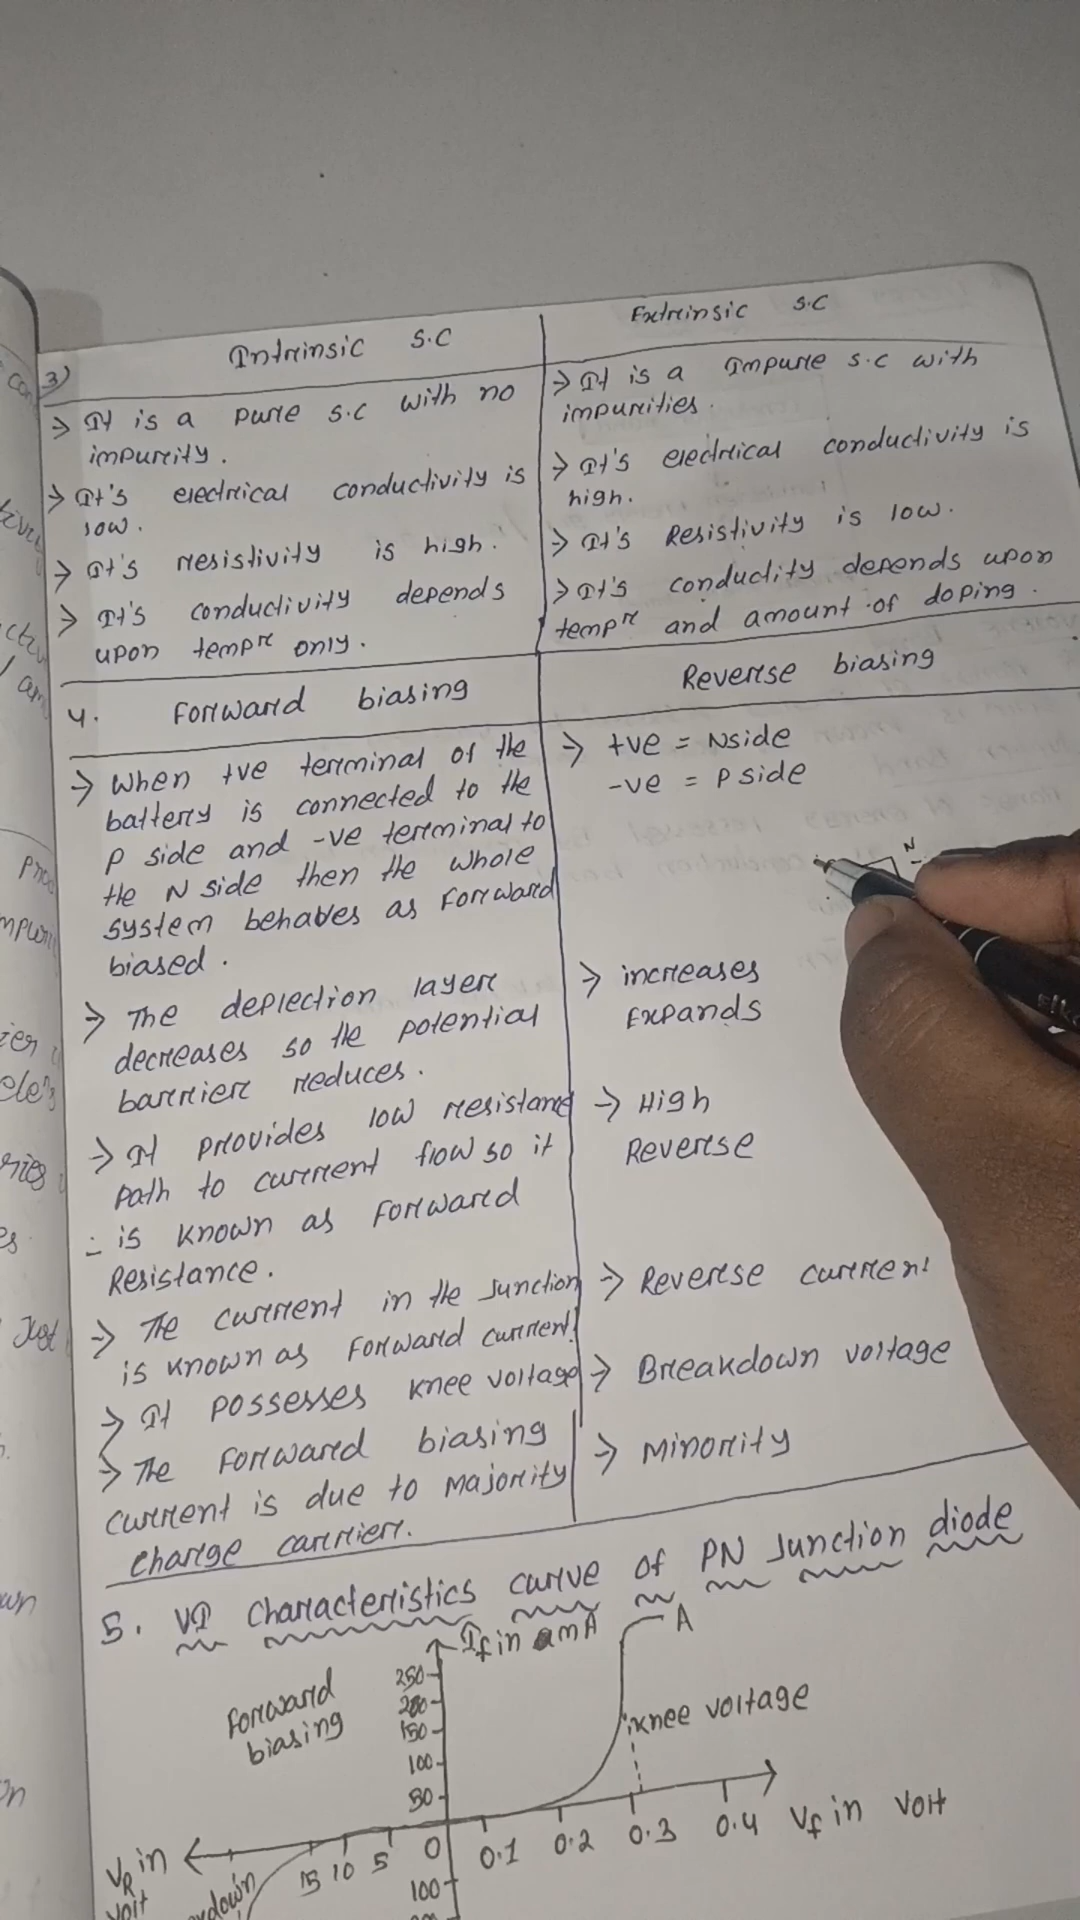 3)
Intrinsic S.C
Extrinsic S.C
→ It is a pure s.c with no
impurity.
→ It's electrical conductivity is
low.
→ It's resistivity is high.
→ It's conductivity depends
upon tempr only.
→ It is a Impure s.c with
impurities.
→ It's electrical conductivity is
high.
→ It's Resistivity is low.
→ It's conduclity depends upon
tempr and amount of doping.
4. Forward biasing
Reverse biasing
→ When +ve terminal of the
battery is connected to the
P side and -ve terminal to
the N side then the whole
system behabes as Forward
biased.
→ The deplection layer
decreases so the potential
barrier reduces.
→ It provides low resistance
path to current flow so it
is known as Forward
Resistance.
→ The current in the Junction
is known as Forward current.
→ It possesses knee voltage
→ The Forward biasing
current is due to Majority
charge carrier.
→ +ve = N side
-ve = P side
N
→ increases
Expands
→ High
Reverse
→ Reverse current
→ Breakdown voltage
→ Minority
5. VI characteristics curve of PN Junction diode
If in mA
A
Forward
biasing
250
200
150
100
50
knee voltage
VR in
Volt
15 10 5 0 0.1 0.2 0.3 0.4 Vf in Volt
100